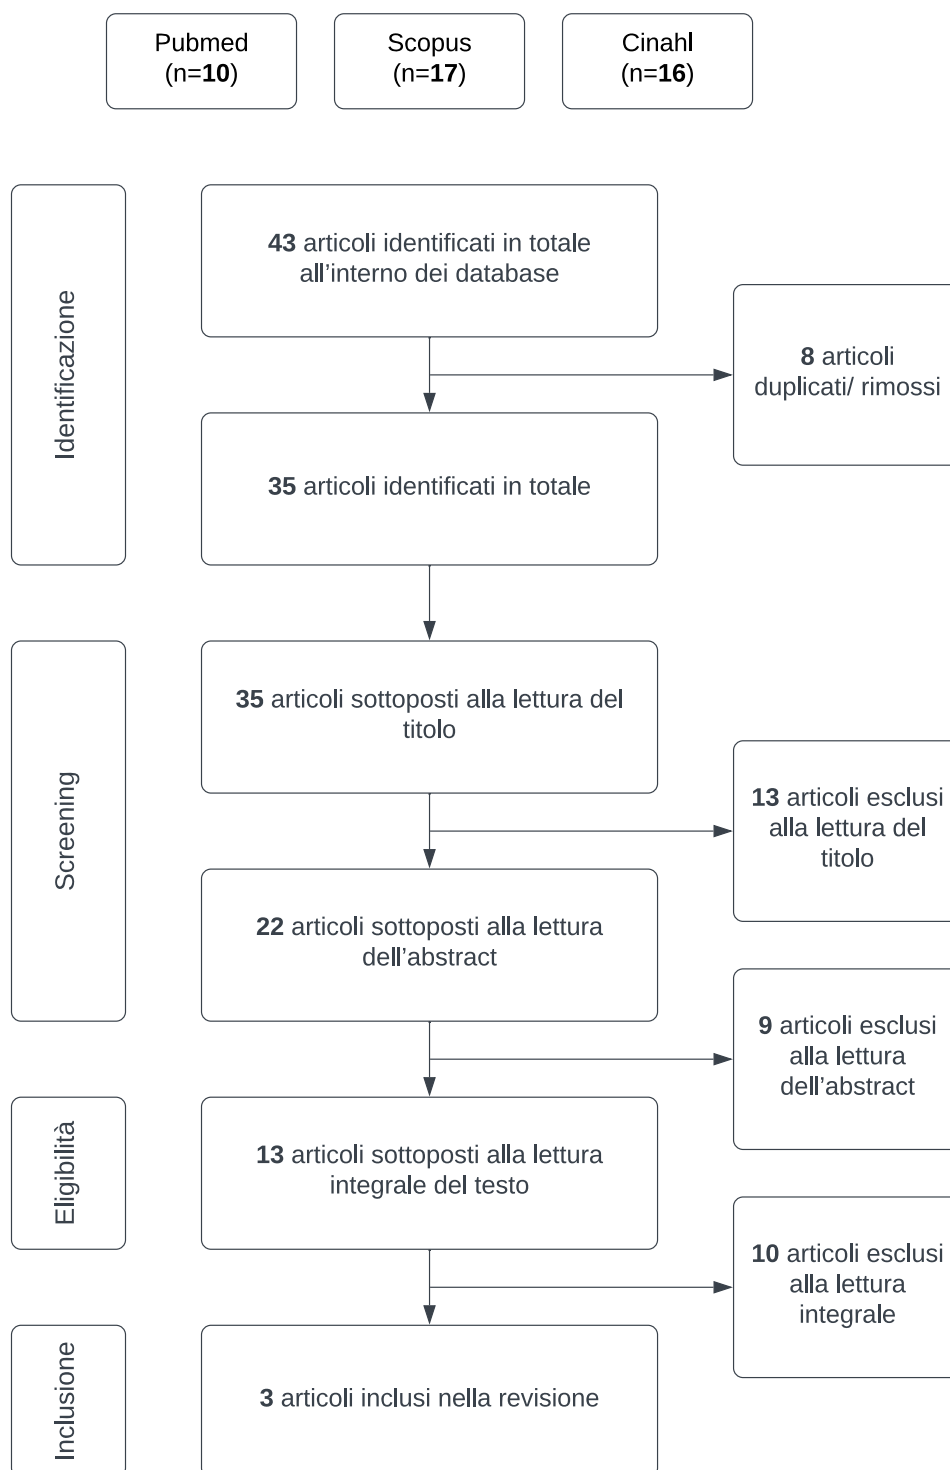 Pubmed
(n=10)
Scopus
(n=17)
Cinahl
(n=16)
Identificazione
43 articoli identificati in totale
all'interno dei database
8 articoli
duplicati/ rimossi
35 articoli identificati in totale
Screening
35 articoli sottoposti alla lettura del
titolo
13 articoli esclusi
alla lettura del
titolo
22 articoli sottoposti alla lettura
dell'abstract
9 articoli esclusi
alla lettura
dell'abstract
Eligibilità
13 articoli sottoposti alla lettura
integrale del testo
10 articoli esclusi
alla lettura
integrale
Inclusione
3 articoli inclusi nella revisione